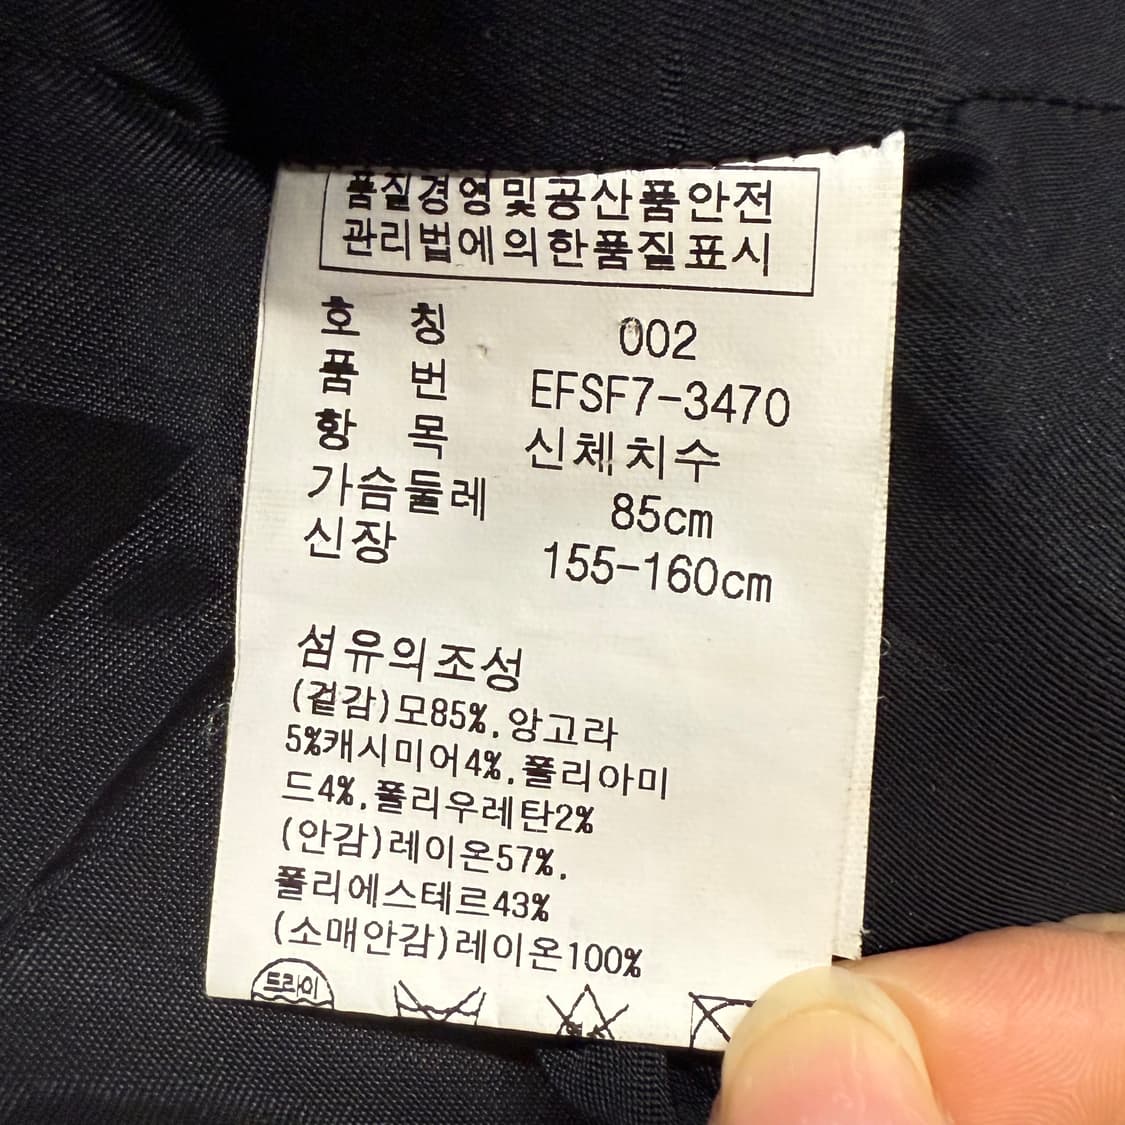 품질경영및공산품안전
관리법에의한품질표시
호 칭 002
품 번 EFSF7-3470
항 목 신체치수
가슴둘레 85cm
신장 155-160cm
섬유의조성
(겉감)모85%.앙고라
5%캐시미어4%.폴리아미
드4%.폴리우레탄2%
(안감)레이온57%.
폴리에스테르43%
(소매안감)레이온100%
드라이